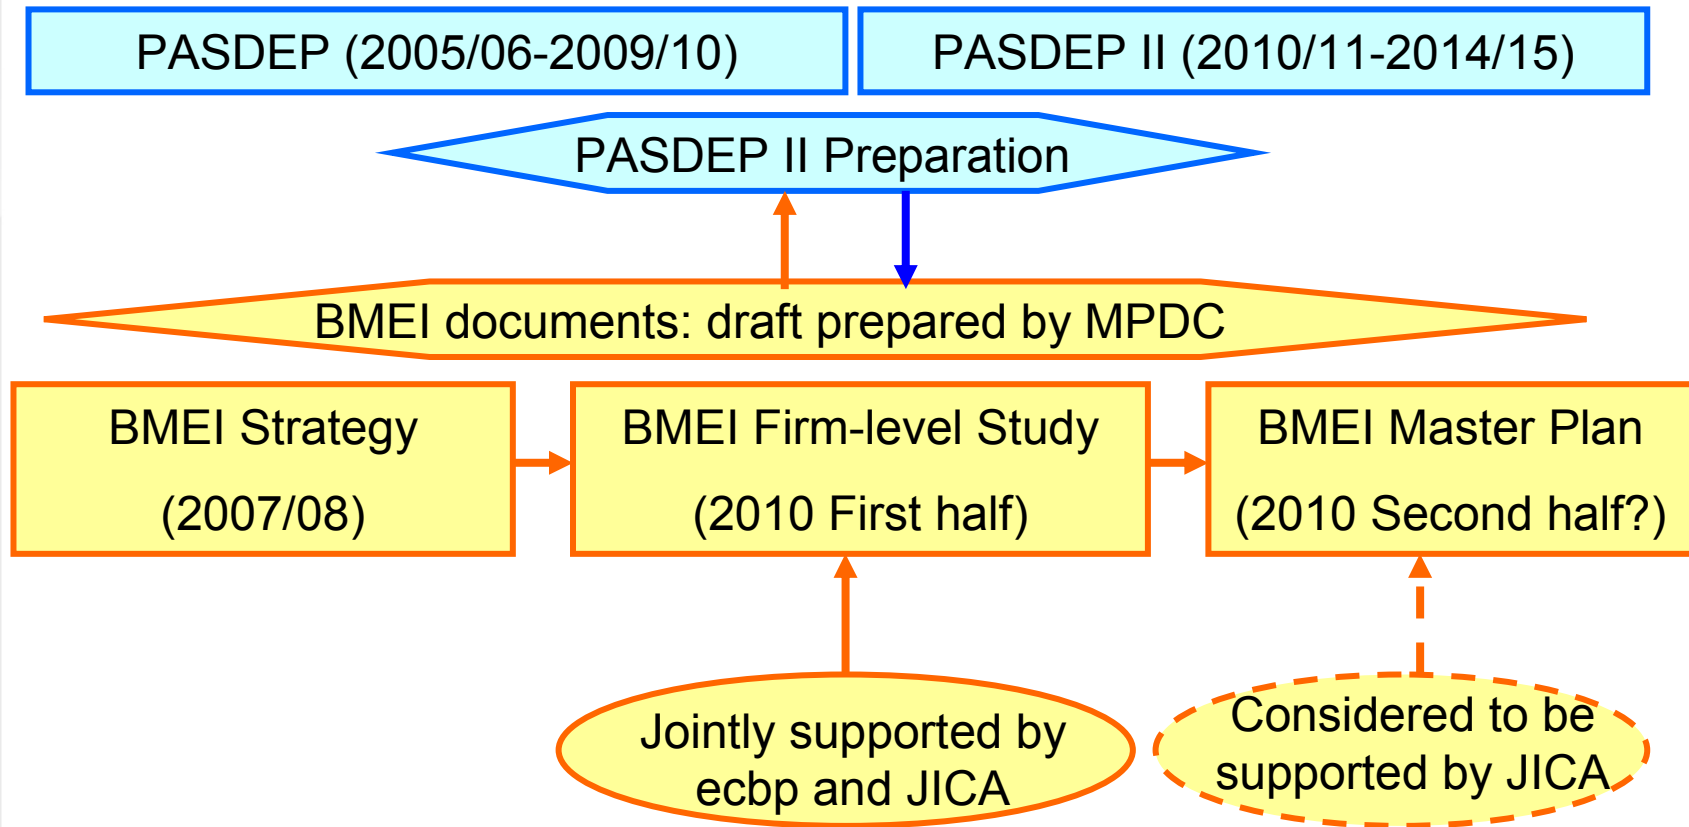 PASDEP (2005/06-2009/10)
PASDEP II (2010/11-2014/15)
PASDEP II Preparation
BMEI documents: draft prepared by MPDC
BMEI Strategy
(2007/08)
BMEI Firm-level Study
(2010 First half)
BMEI Master Plan
(2010 Second half?)
Jointly supported by
ecbp and JICA
Considered to be
supported by JICA